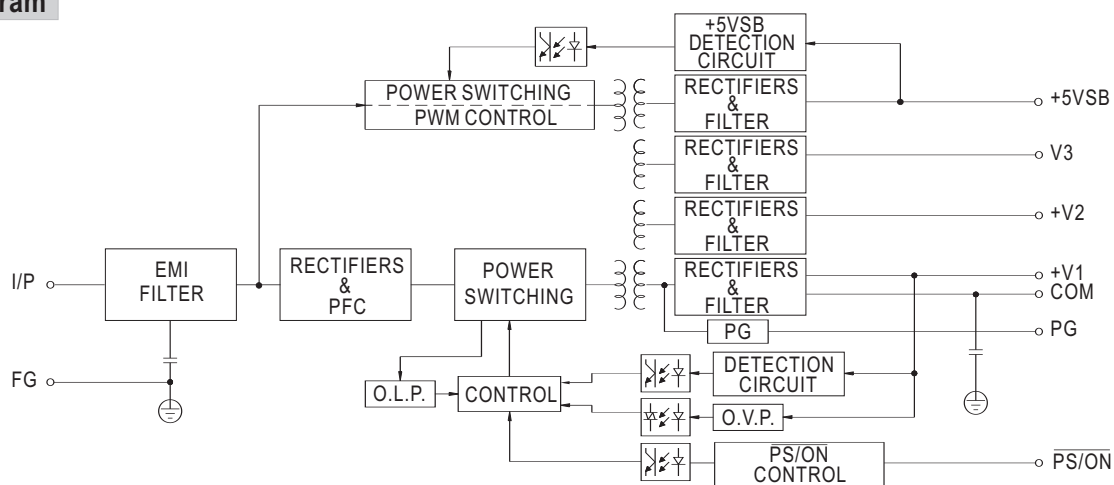 ram
+5VSB
DETECTION
CIRCUIT
POWER SWITCHING
PWM CONTROL
RECTIFIERS
&
FILTER
+5VSB
RECTIFIERS
&
FILTER
V3
RECTIFIERS
&
FILTER
+V2
I/P
EMI
FILTER
RECTIFIERS
&
PFC
POWER
SWITCHING
RECTIFIERS
&
FILTER
+V1
COM
PG
PG
FG
O.L.P.
CONTROL
DETECTION
CIRCUIT
O.V.P.
PS/ON
CONTROL
PS/ON